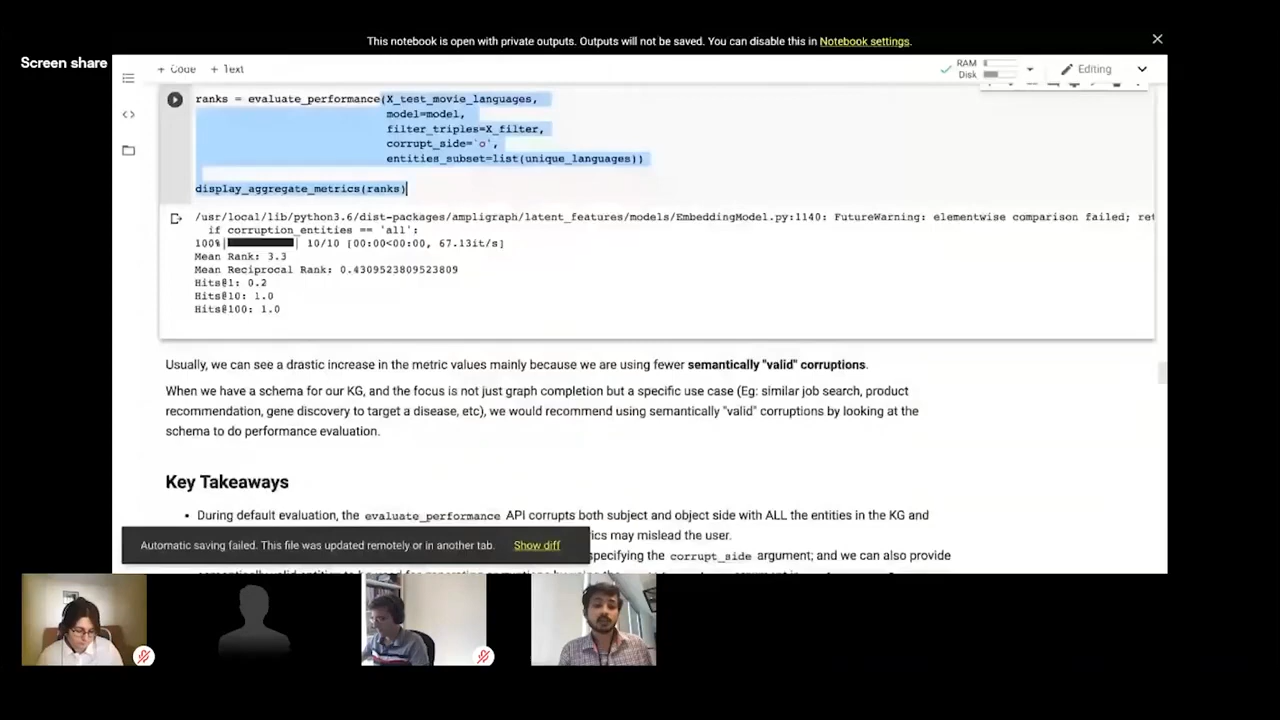 This notebook is open with private outputs. Outputs will not be saved. You can disable this in Notebook settings.
Screen share
+ Code + Text
RAM
Disk
Editing
ranks = evaluate_performance(X_test_movie_languages,
model=model,
filter_triples=X_filter,
corrupt_side='o',
entities_subset=list(unique_languages))
display_aggregate_metrics(ranks)
/usr/local/lib/python3.6/dist-packages/ampligraph/latent_features/models/EmbeddingModel.py:1140: FutureWarning: elementwise comparison failed; ret
if corruption_entities == 'all':
100%|██████████| 10/10 [00:00<00:00, 67.13it/s]
Mean Rank: 3.3
Mean Reciprocal Rank: 0.4309523809523809
Hits@1: 0.2
Hits@10: 1.0
Hits@100: 1.0
Usually, we can see a drastic increase in the metric values mainly because we are using fewer semantically "valid" corruptions.
When we have a schema for our KG, and the focus is not just graph completion but a specific use case (Eg: similar job search, product
recommendation, gene discovery to target a disease, etc), we would recommend using semantically "valid" corruptions by looking at the
schema to do performance evaluation.
Key Takeaways
• During default evaluation, the evaluate_performance API corrupts both subject and object side with ALL the entities in the KG and
rics may mislead the user.
Automatic saving failed. This file was updated remotely or in another tab. Show diff
specifying the corrupt_side argument; and we can also provide